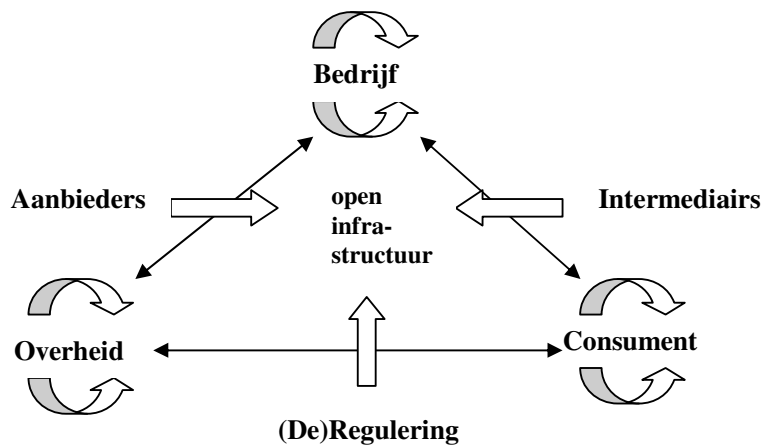 Bedrijf
Aanbieders
open
infra-
structuur
Intermediairs
Overheid
Consument
(De)Regulering